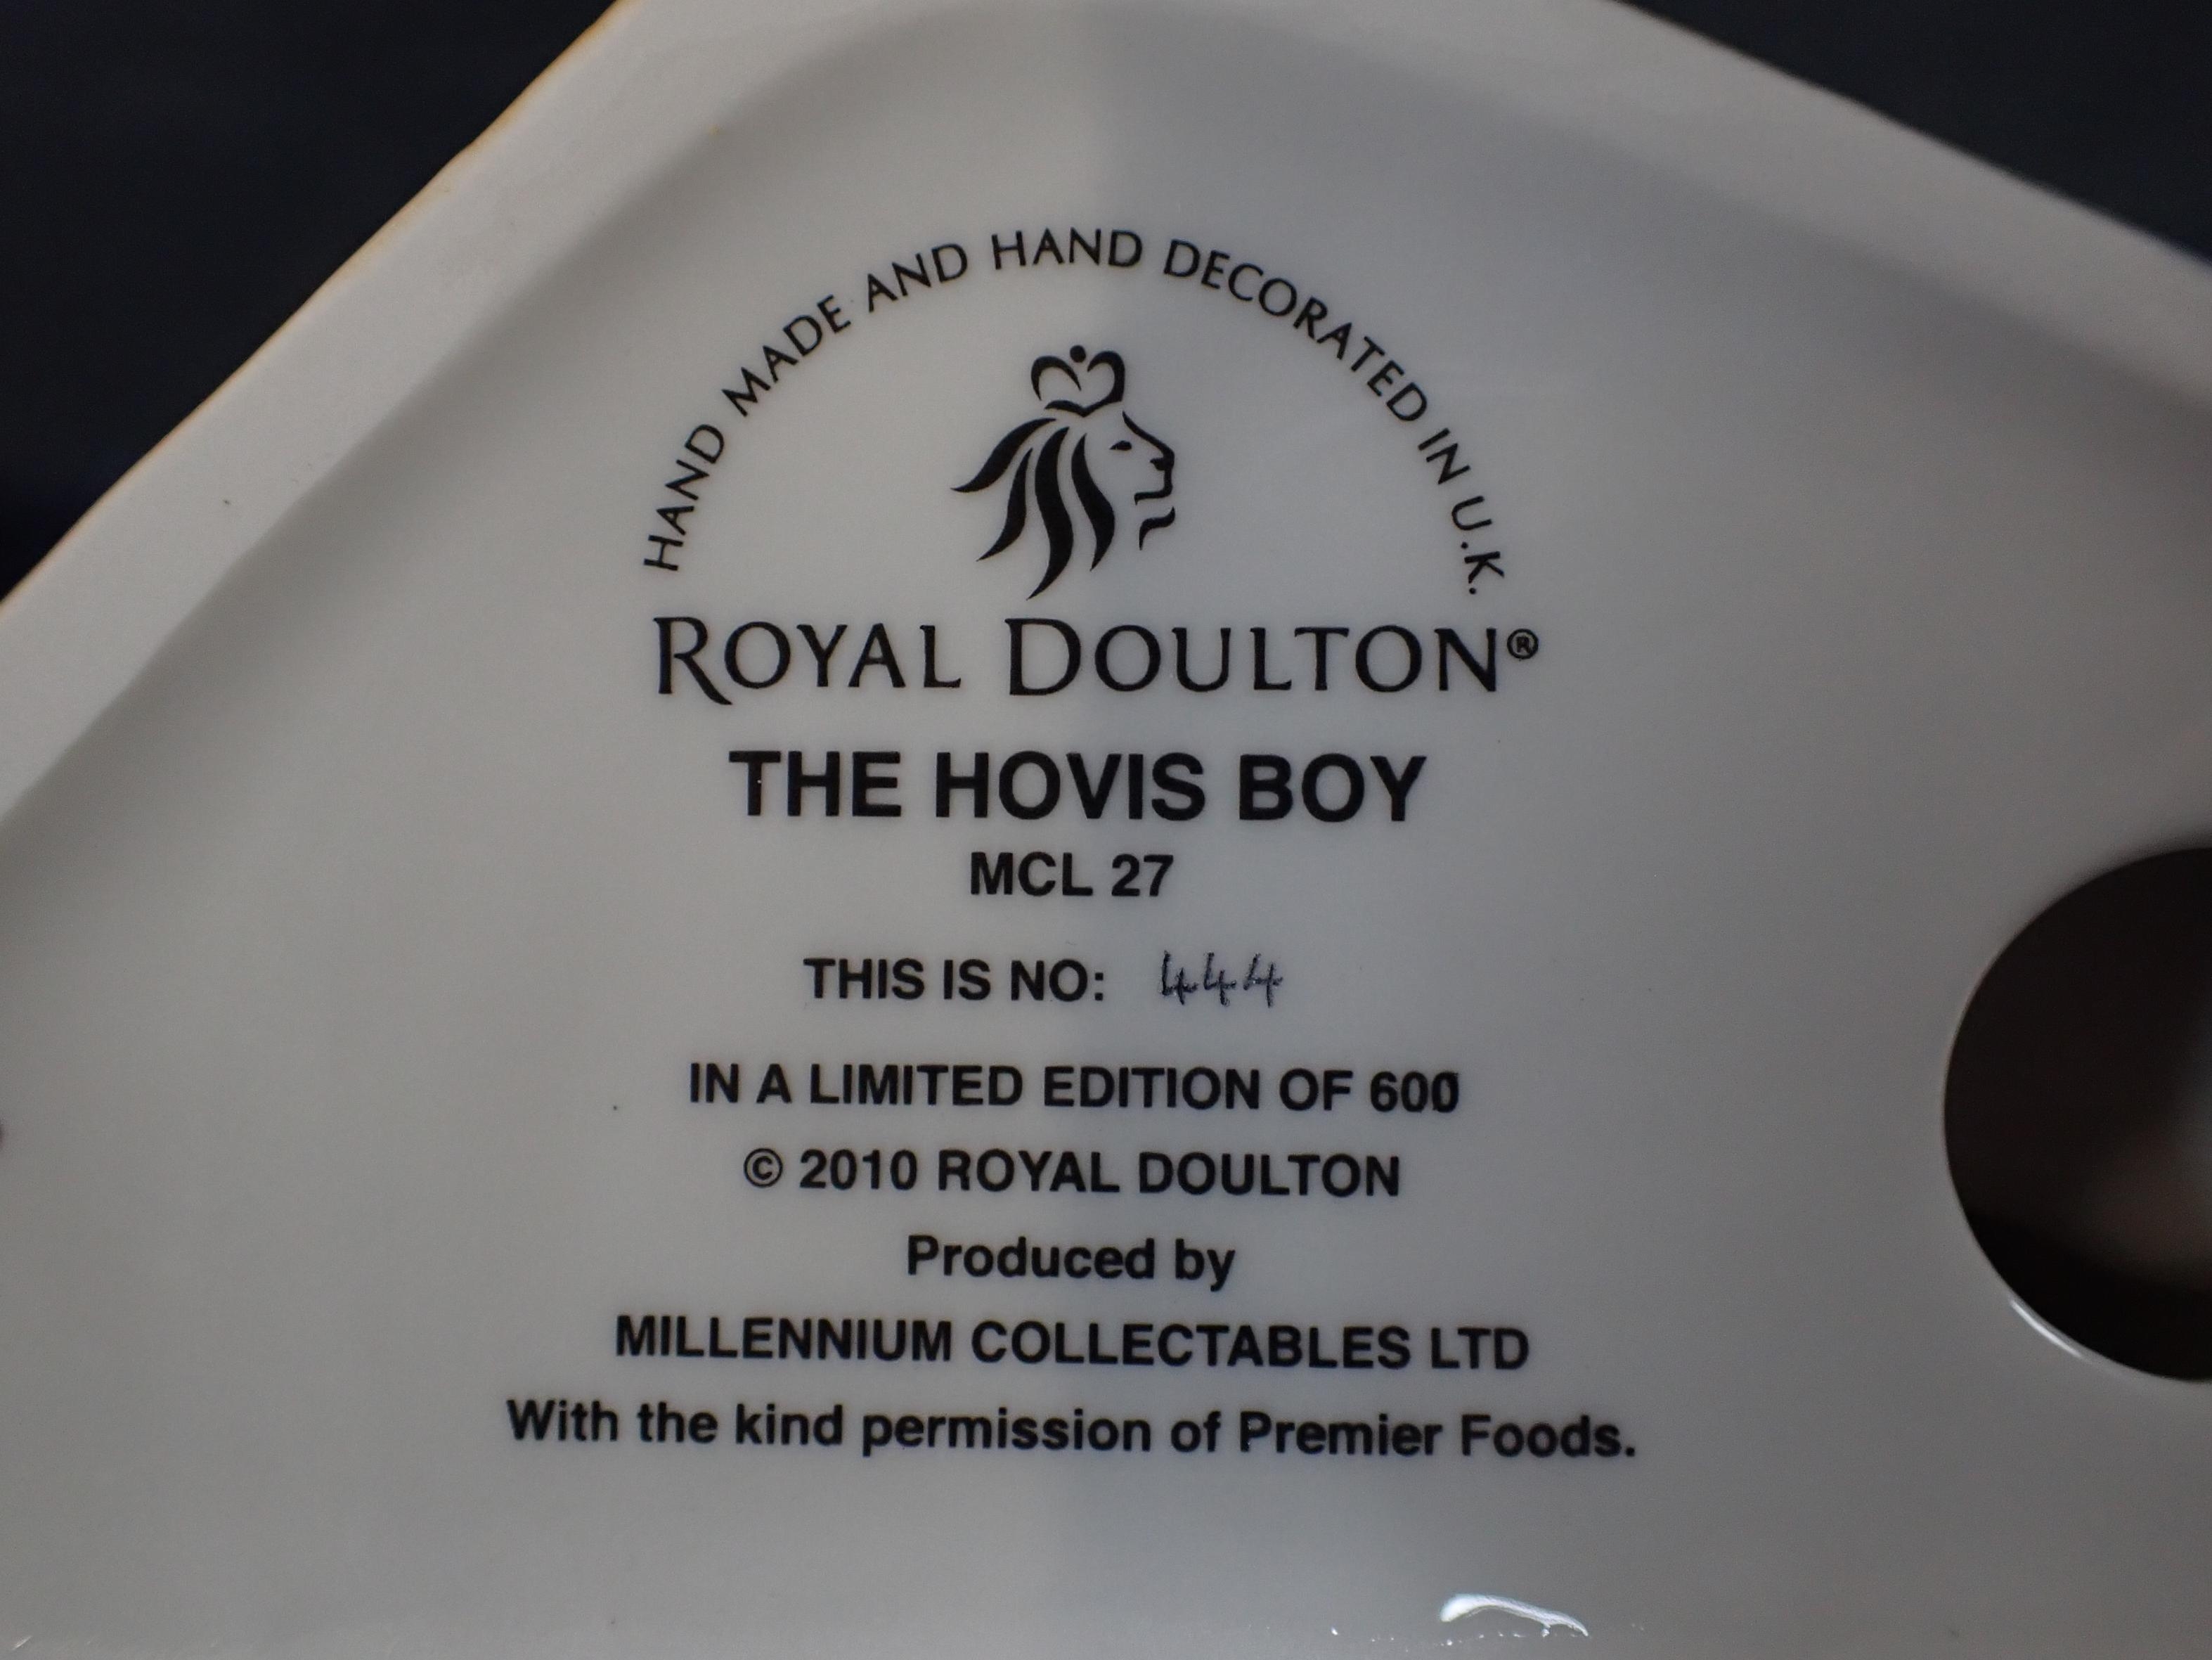 HAND MADE AND HAND DECORATED IN U.K.
ROYAL DOULTON®
THE HOVIS BOY
MCL 27
THIS IS NO: 444
IN A LIMITED EDITION OF 600
© 2010 ROYAL DOULTON
Produced by
MILLENNIUM COLLECTABLES LTD
With the kind permission of Premier Foods.